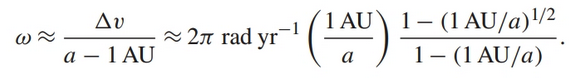 ω ≈ Δv / (a − 1 AU) ≈ 2π rad yr⁻¹ (1 AU / a) (1 − (1 AU/a)^{1/2}) / (1 − (1 AU/a)) .